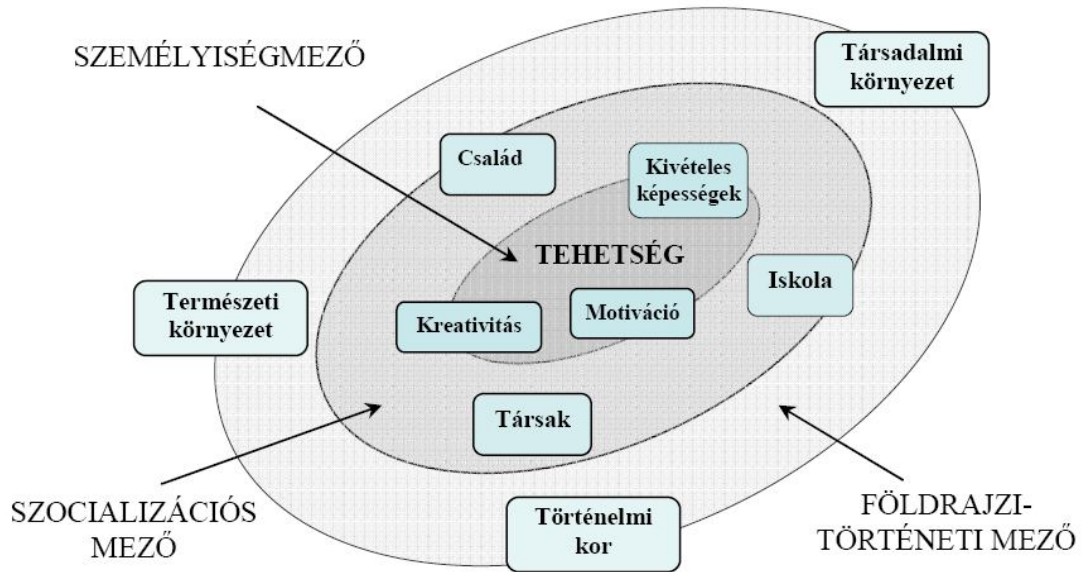 SZEMÉLYISÉGMEZŐ
Társadalmi
környezet
Család
Kivételes
képességek
TEHETSÉG
Iskola
Természeti
környezet
Kreativitás
Motiváció
Társak
SZOCIALIZÁCIÓS
MEZŐ
Történelmi
kor
FÖLDRAJZI-
TÖRTÉNETI MEZŐ